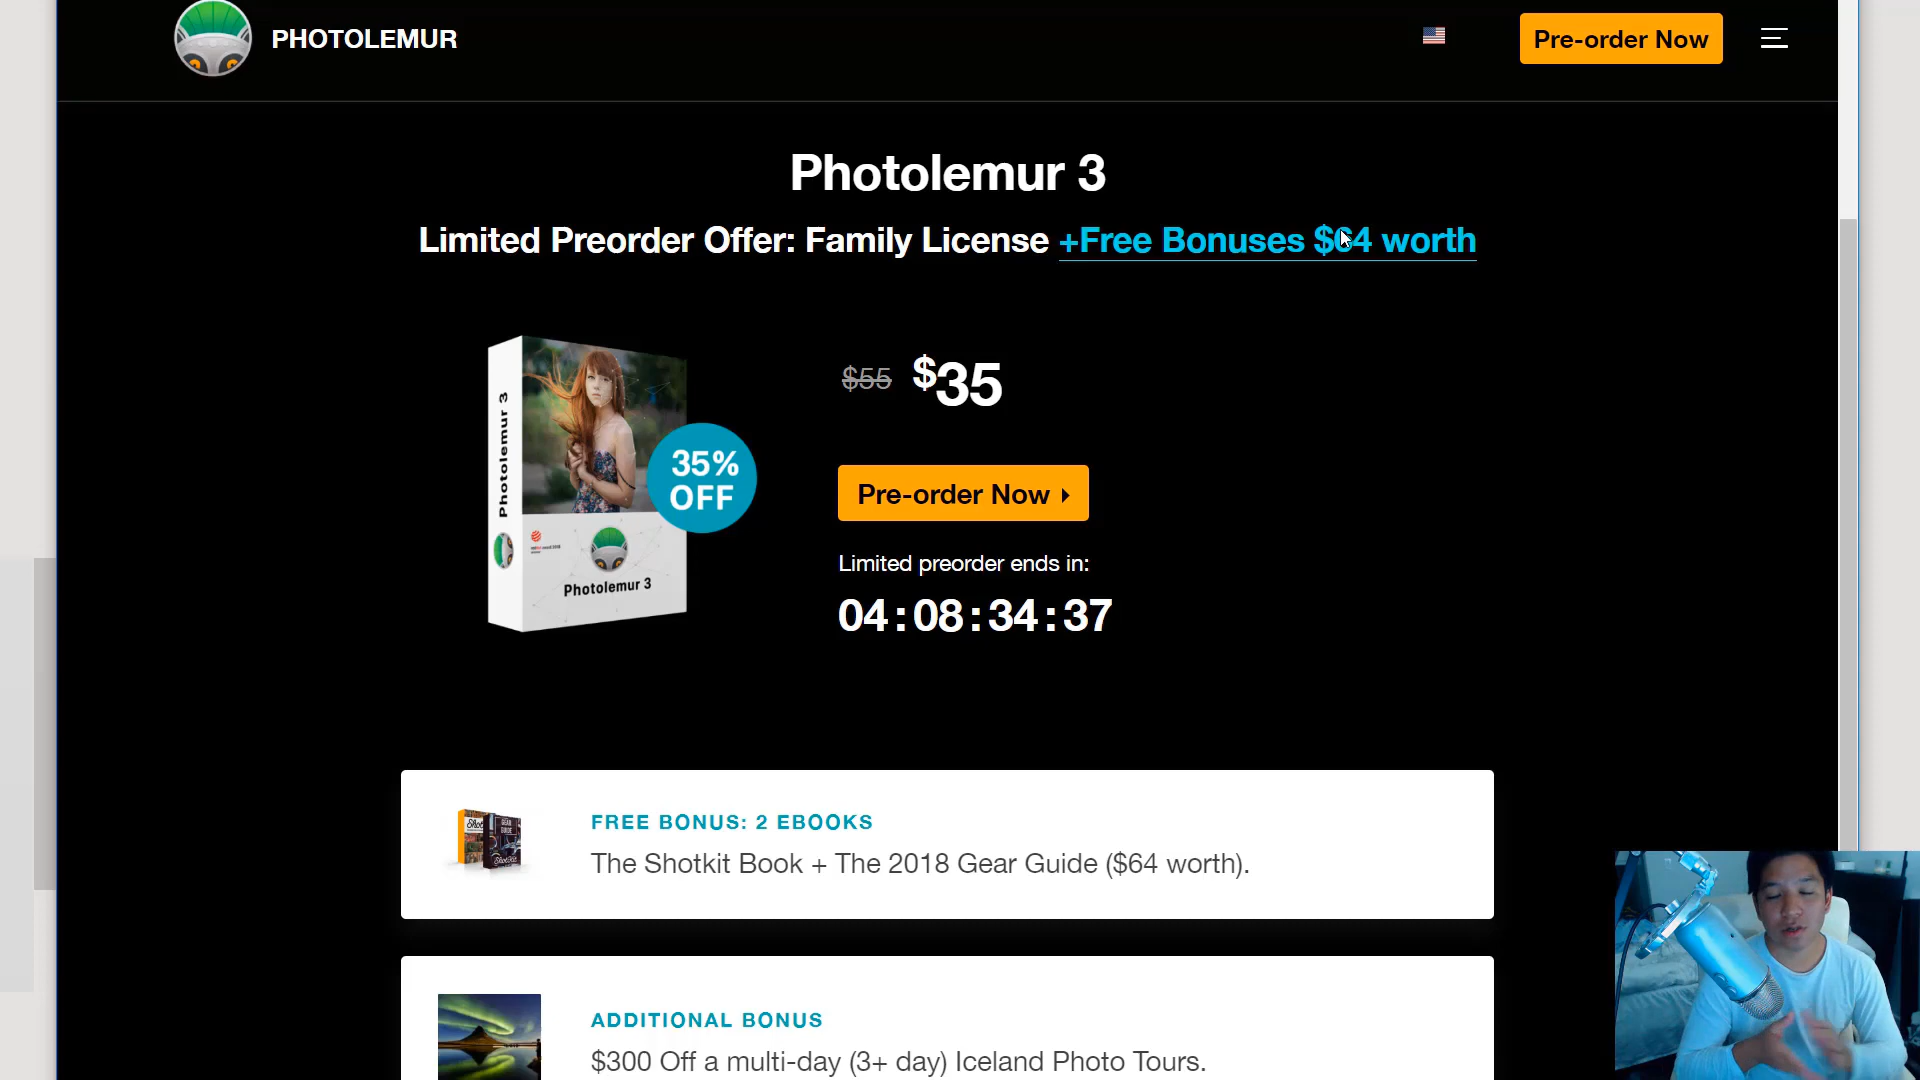 PHOTOLEMUR
Pre-order Now
Photolemur 3
Limited Preorder Offer: Family License +Free Bonuses $64 worth
$55 $35
Photolemur 3
35%
OFF
Photolemur 3
Pre-order Now
Limited preorder ends in:
04:08:34:37
FREE BONUS: 2 EBOOKS
The Shotkit Book + The 2018 Gear Guide ($64 worth).
GEAR
GUIDE
ADDITIONAL BONUS
$300 Off a multi-day (3+ day) Iceland Photo Tours.